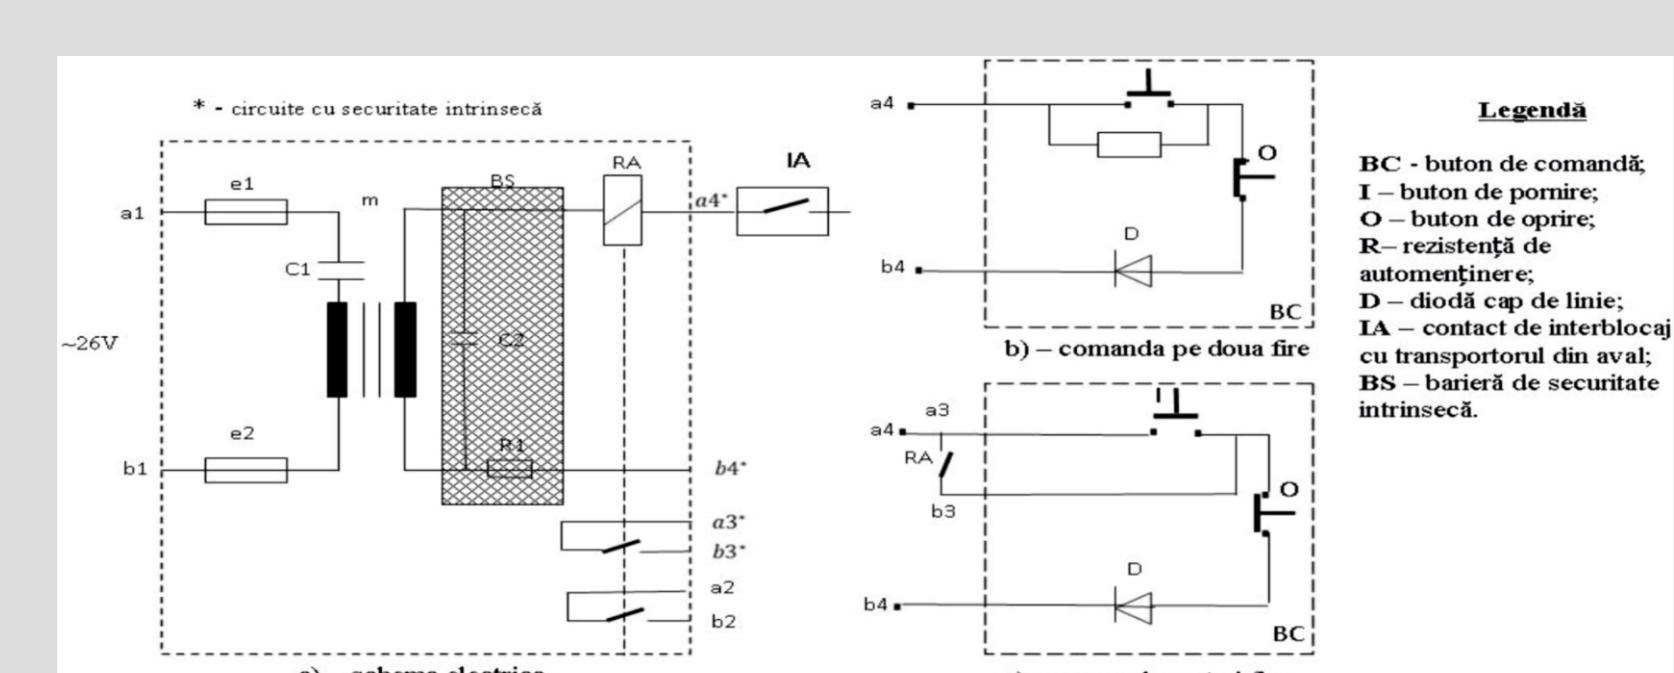 * - circuite cu securitate intrinsecă
e1
a1
m
BS
RA
a4*
IA
C1
~26V
C2
e2
b1
R1
b4*
a3*
b3*
a2
b2
a4
O
D
b4
BC
b) – comanda pe doua fire
a3
I
a4
RA
b3
O
D
b4
BC
Legendă
BC - buton de comandă;
I – buton de pornire;
O – buton de oprire;
R– rezistență de
automenținere;
D – diodă cap de linie;
IA – contact de interblocaj
cu transportorul din aval;
BS – barieră de securitate
intrinsecă.